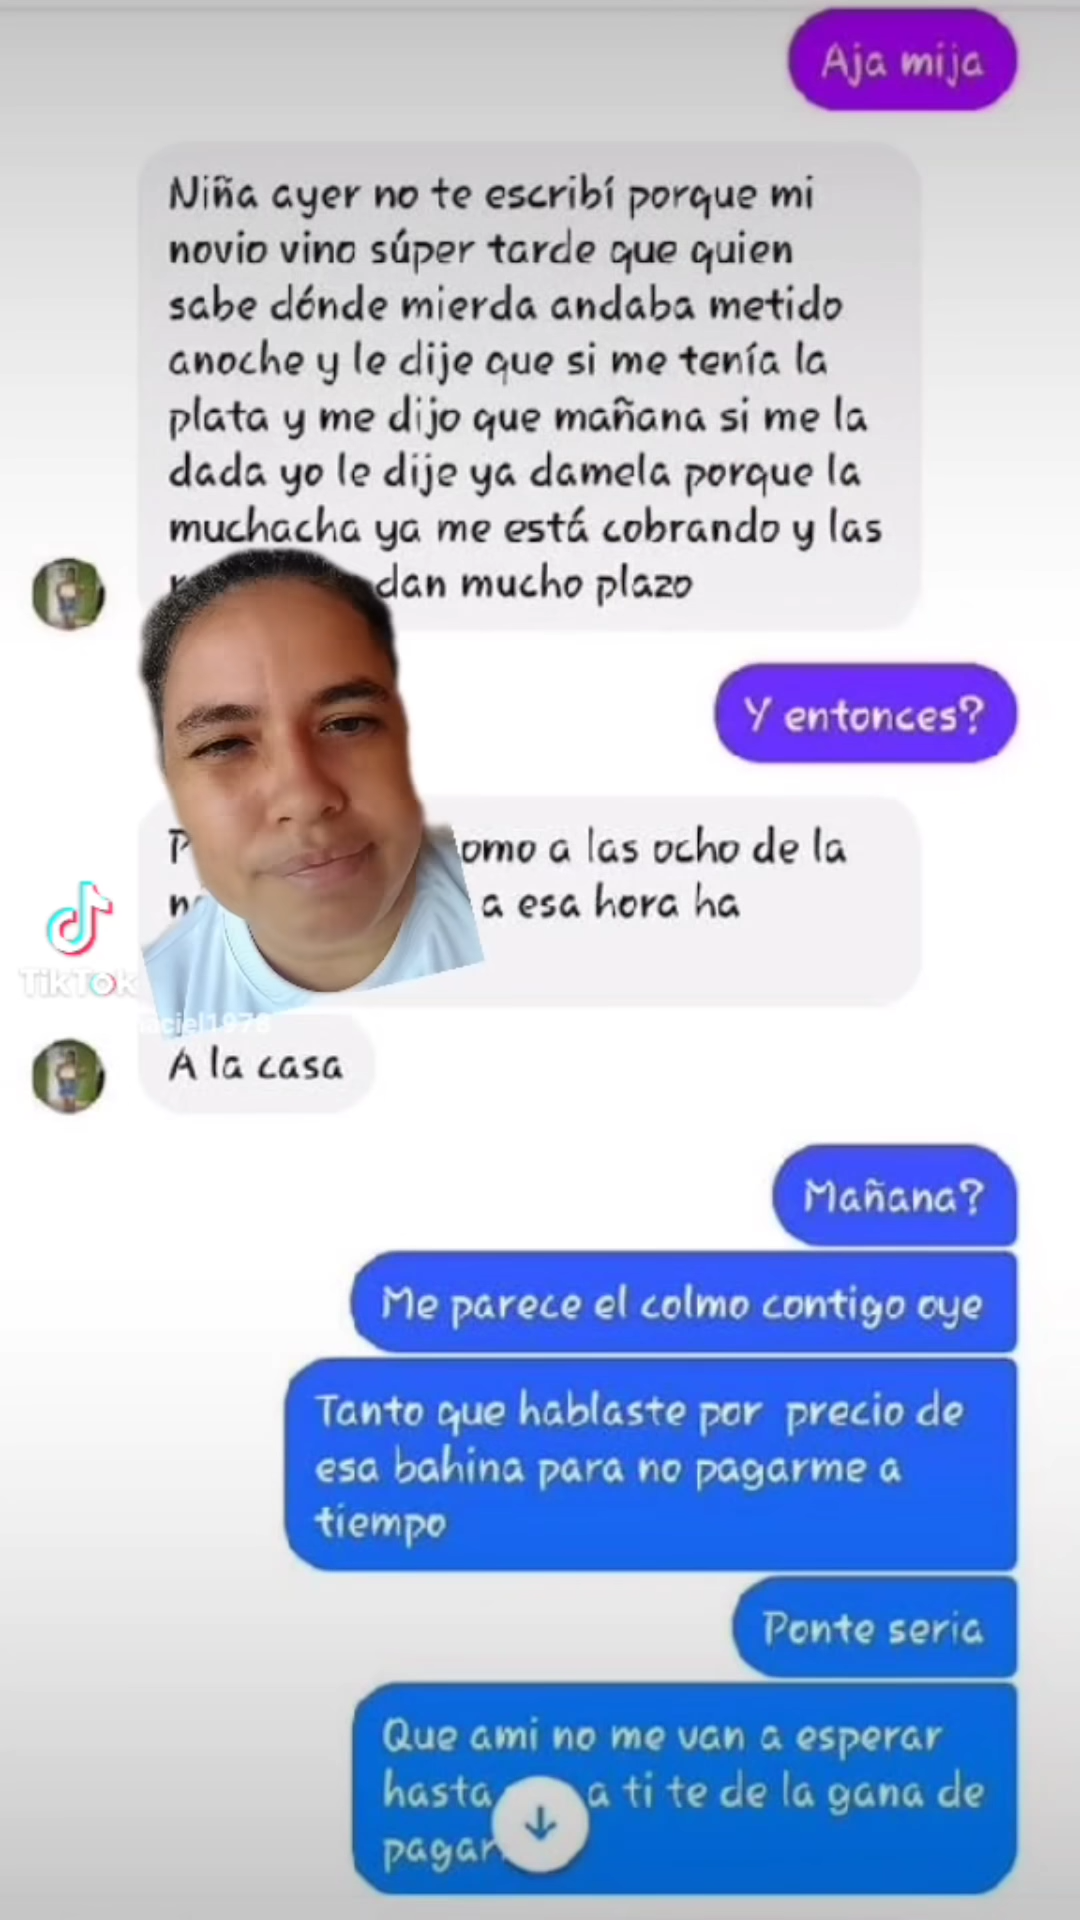 Aja mija
Niña ayer no te escribí porque mi
novio vino súper tarde que quien
sabe dónde mierda andaba metido
anoche y le dije que si me tenía la
plata y me dijo que mañana si me la
dada yo le dije ya damela porque la
muchacha ya me está cobrando y las
dan mucho plazo
Y entonces?
a las ocho de la
a esa hora ha
TikTok
A la casa
Mañana?
Me parece el colmo contigo oye
Tanto que hablaste por precio de
esa bahina para no pagarme a
tiempo
Ponte seria
Que ami no me van a esperar
hasta a ti te de la gana de